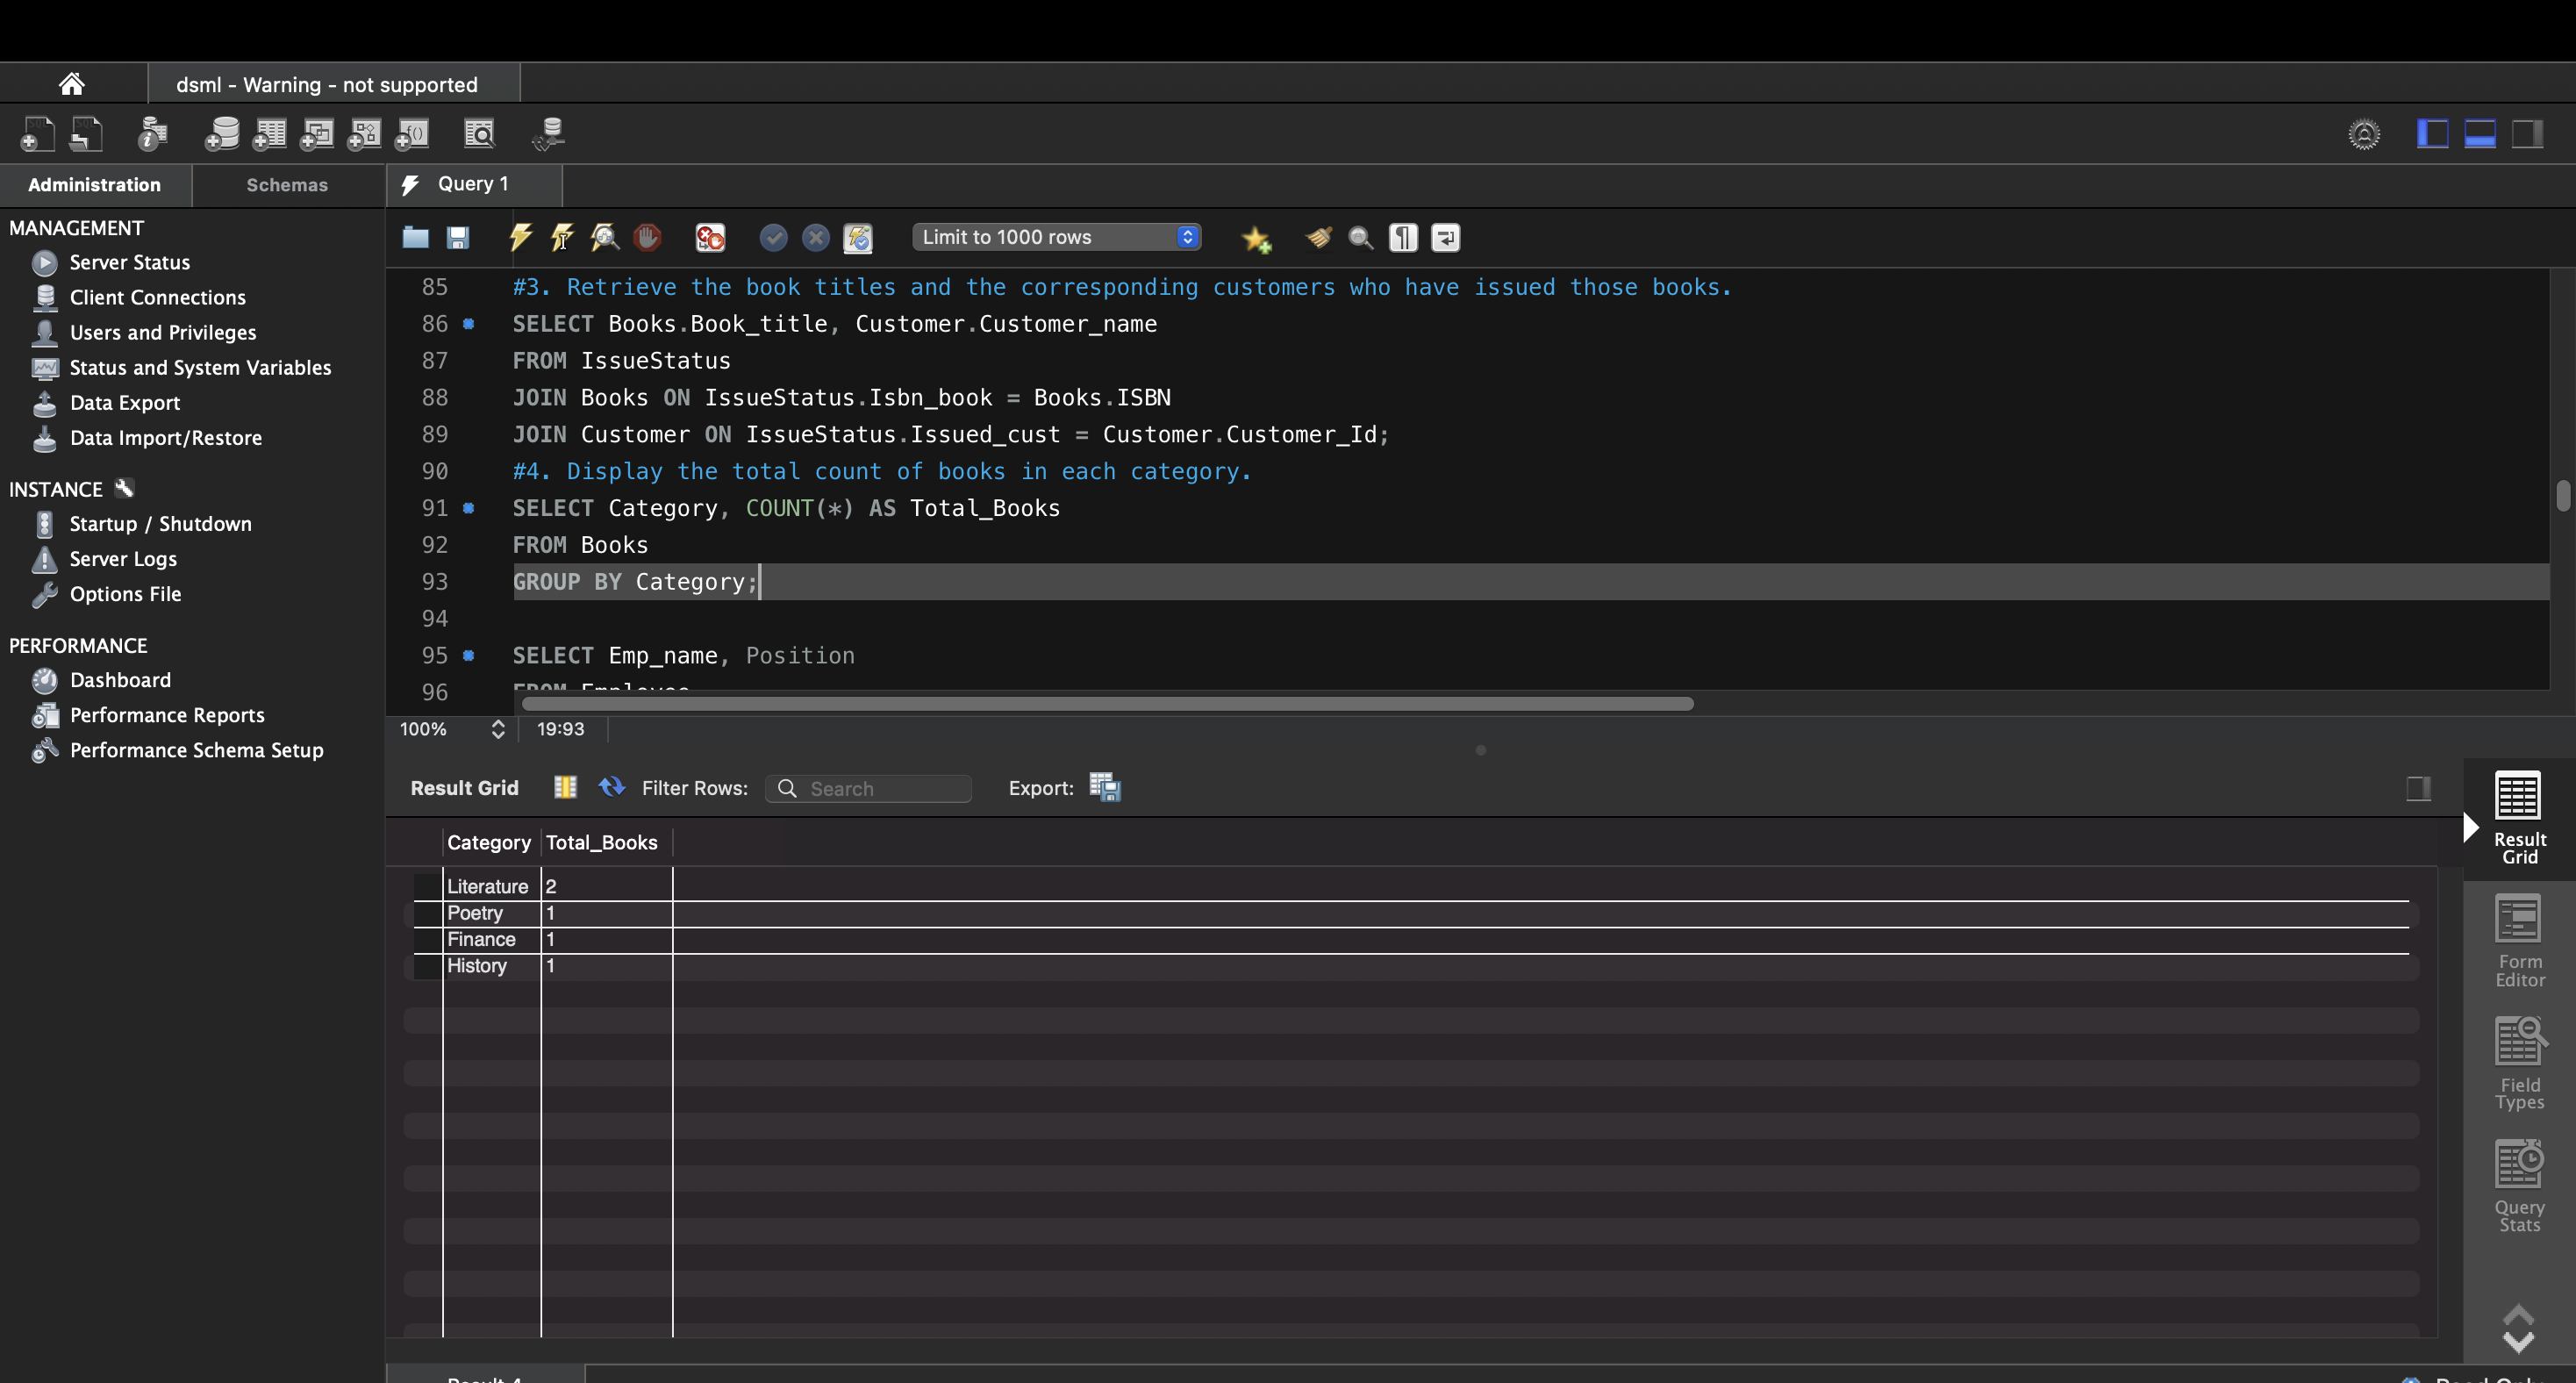 dsml - Warning - not supported
Administration Schemas
Query 1
MANAGEMENT
Server Status
Client Connections
Users and Privileges
Status and System Variables
Data Export
Data Import/Restore
INSTANCE
Startup / Shutdown
Server Logs
Options File
PERFORMANCE
Dashboard
Performance Reports
Performance Schema Setup
Limit to 1000 rows
85 #3. Retrieve the book titles and the corresponding customers who have issued those books.
86 SELECT Books.Book_title, Customer.Customer_name
87 FROM IssueStatus
88 JOIN Books ON IssueStatus.Isbn_book = Books.ISBN
89 JOIN Customer ON IssueStatus.Issued_cust = Customer.Customer_Id;
90 #4. Display the total count of books in each category.
91 SELECT Category, COUNT(*) AS Total_Books
92 FROM Books
93 GROUP BY Category;
94
95 SELECT Emp_name, Position
96 FROM Employee
100% 19:93
Result Grid Filter Rows: Search Export:
Category Total_Books
Literature 2
Poetry 1
Finance 1
History 1
Result
Grid
Form
Editor
Field
Types
Query
Stats